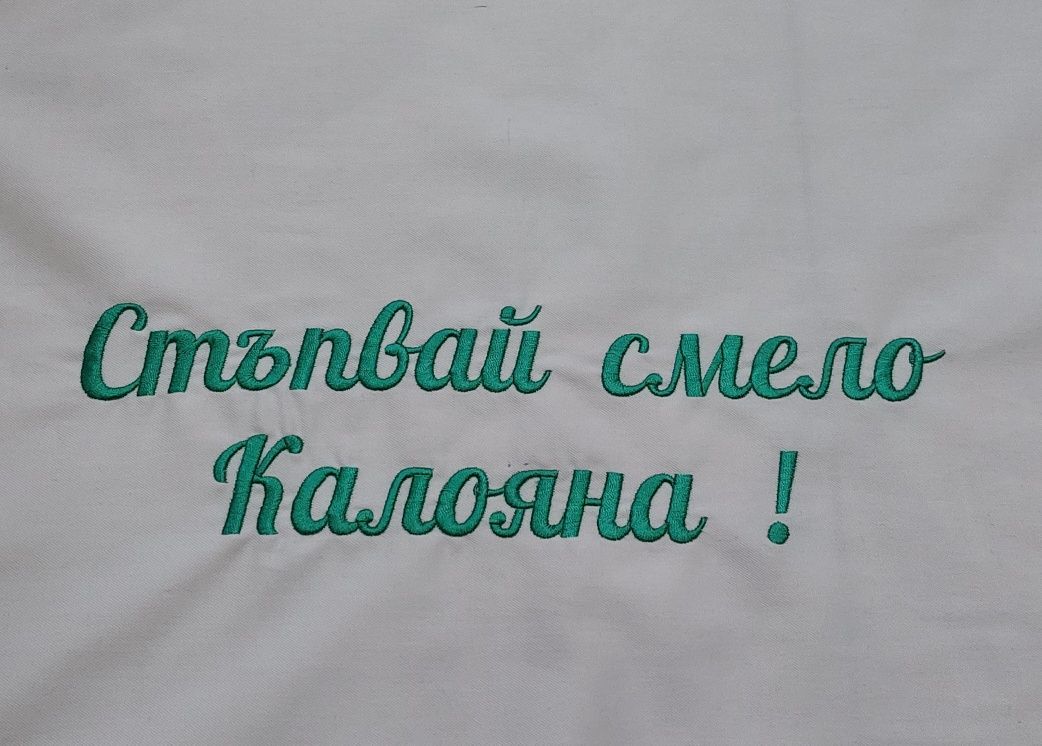 Стъпвай смело
Калояна !